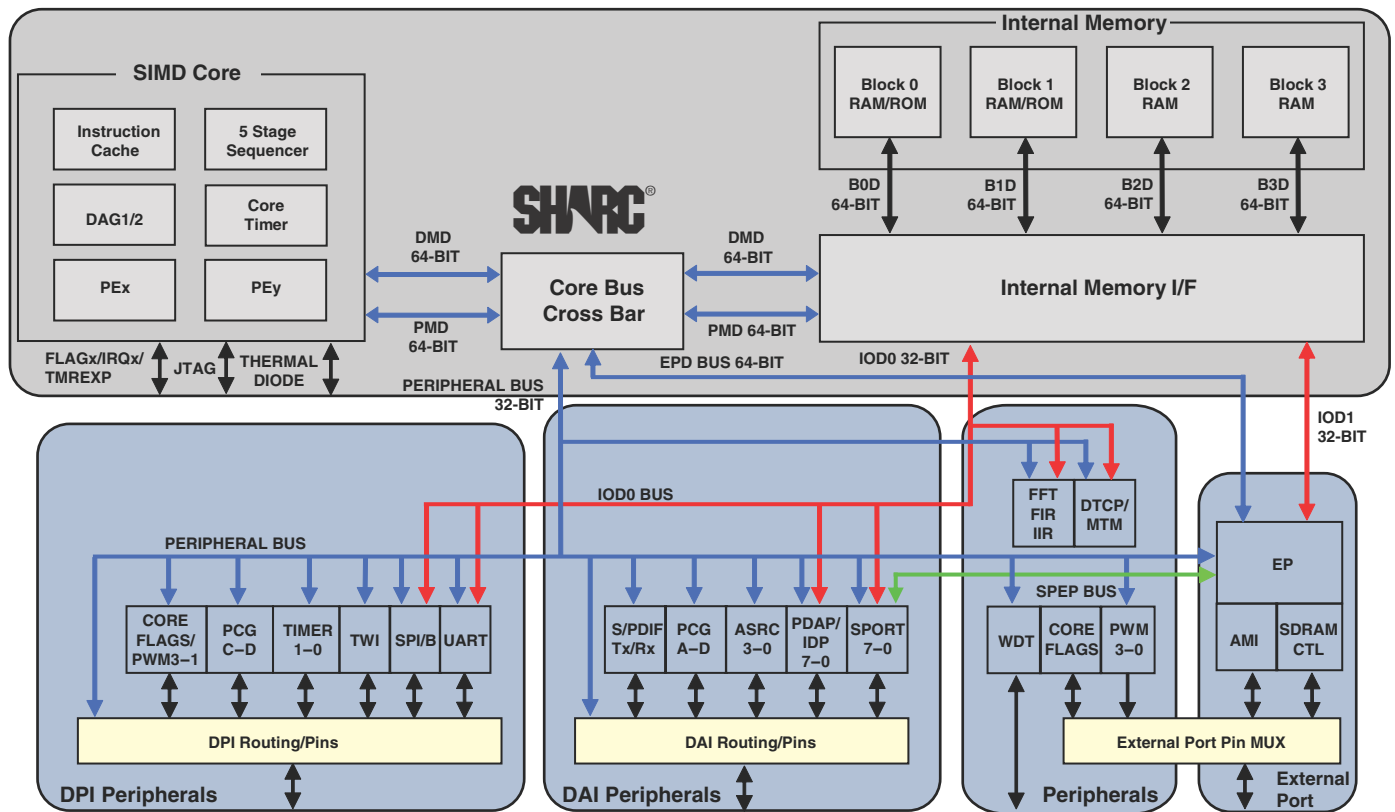 Internal Memory
SIMD Core
Block 0
RAM/ROM
Block 1
RAM/ROM
Block 2
RAM
Block 3
RAM
Instruction
Cache
5 Stage
Sequencer
DAG1/2
Core
Timer
PEx
PEy
SHARC®
B0D
64-BIT
B1D
64-BIT
B2D
64-BIT
B3D
64-BIT
DMD
64-BIT
DMD
64-BIT
Core Bus
Cross Bar
Internal Memory I/F
PMD
64-BIT
PMD 64-BIT
FLAGx/IRQx/
TMREXP
JTAG
THERMAL
DIODE
EPD BUS 64-BIT
IOD0 32-BIT
PERIPHERAL BUS
32-BIT
IOD1
32-BIT
IOD0 BUS
FFT
FIR
IIR
DTCP/
MTM
PERIPHERAL BUS
EP
SPEP BUS
CORE
FLAGS/
PWM3–1
PCG
C–D
TIMER
1–0
TWI
SPI/B
UART
S/PDIF
Tx/Rx
PCG
A–D
ASRC
3–0
PDAP/
IDP
7–0
SPORT
7–0
WDT
CORE
FLAGS
PWM
3–0
AMI
SDRAM
CTL
DPI Routing/Pins
DAI Routing/Pins
External Port Pin MUX
DPI Peripherals
DAI Peripherals
Peripherals
External
Port